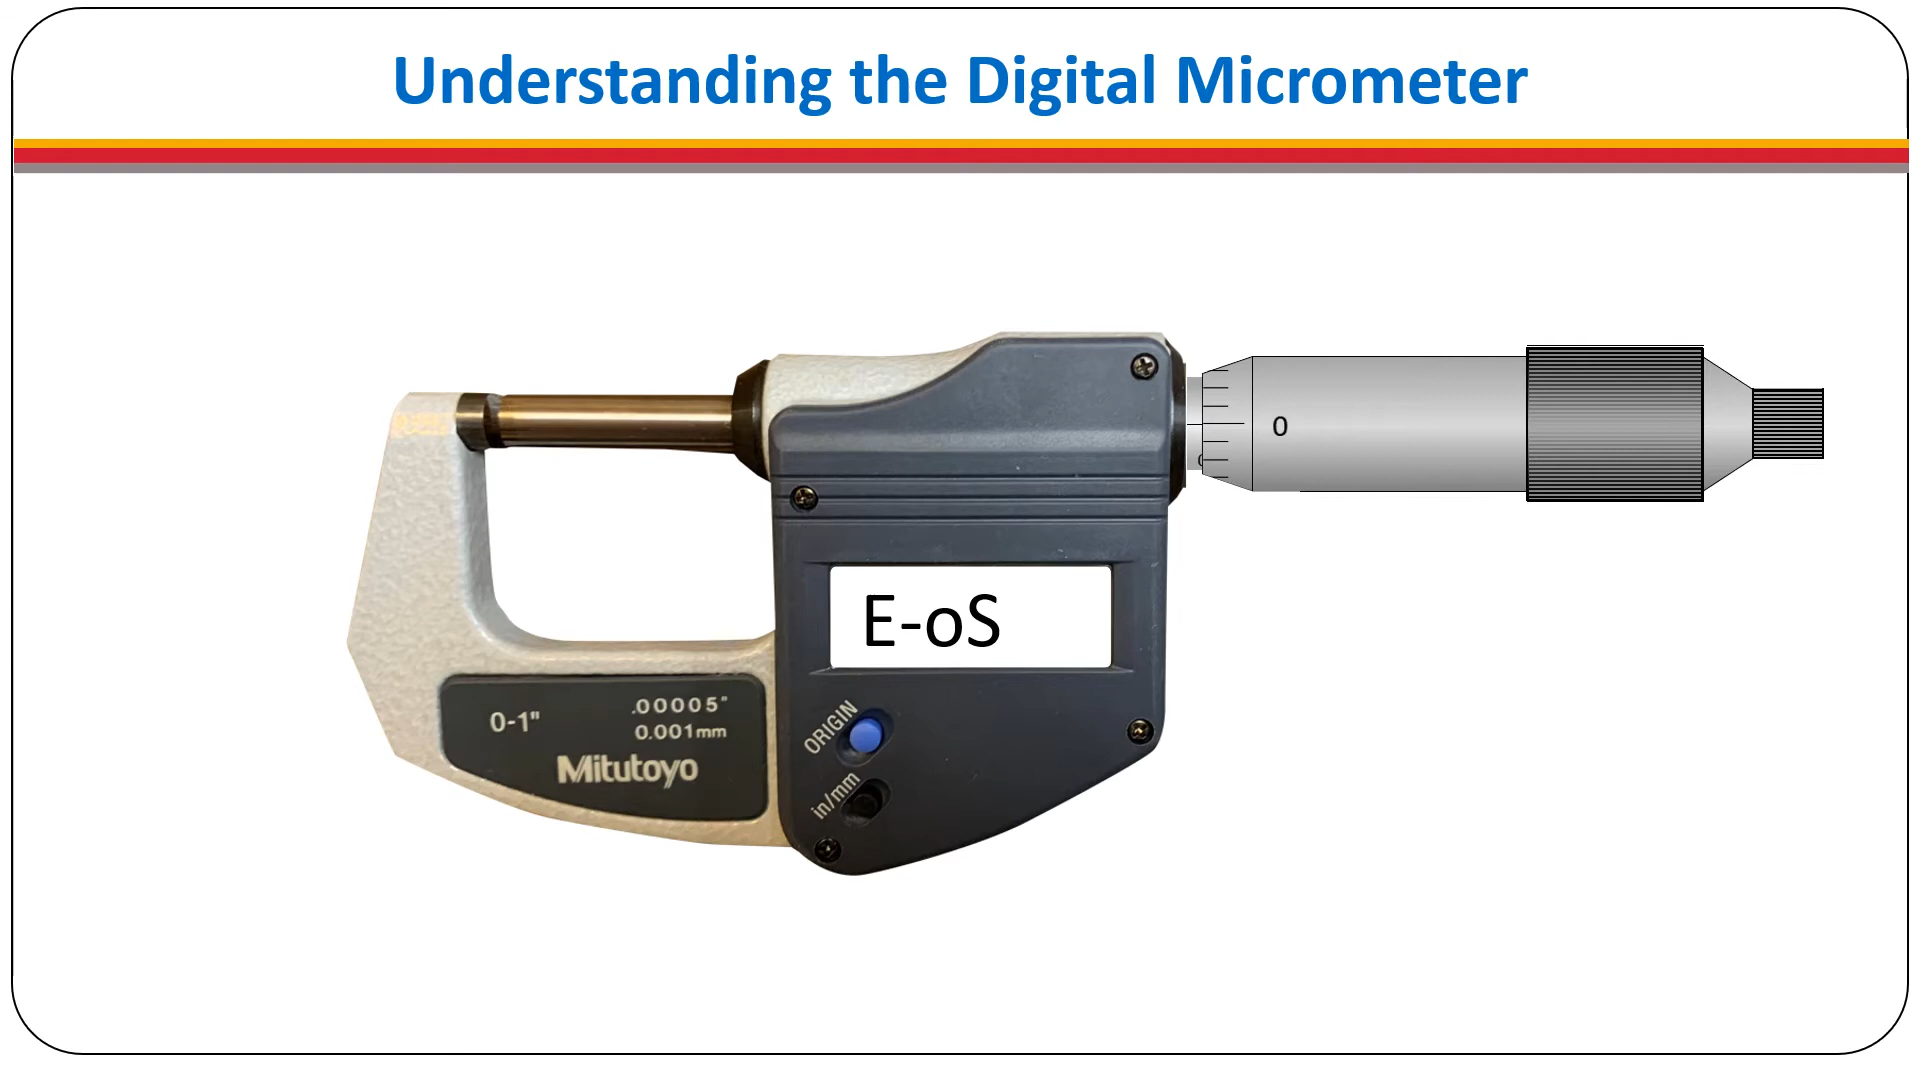 Understanding the Digital Micrometer
0
E-oS
ORIGIN
in/mm
0-1"
.00005"
0.001mm
Mitutoyo